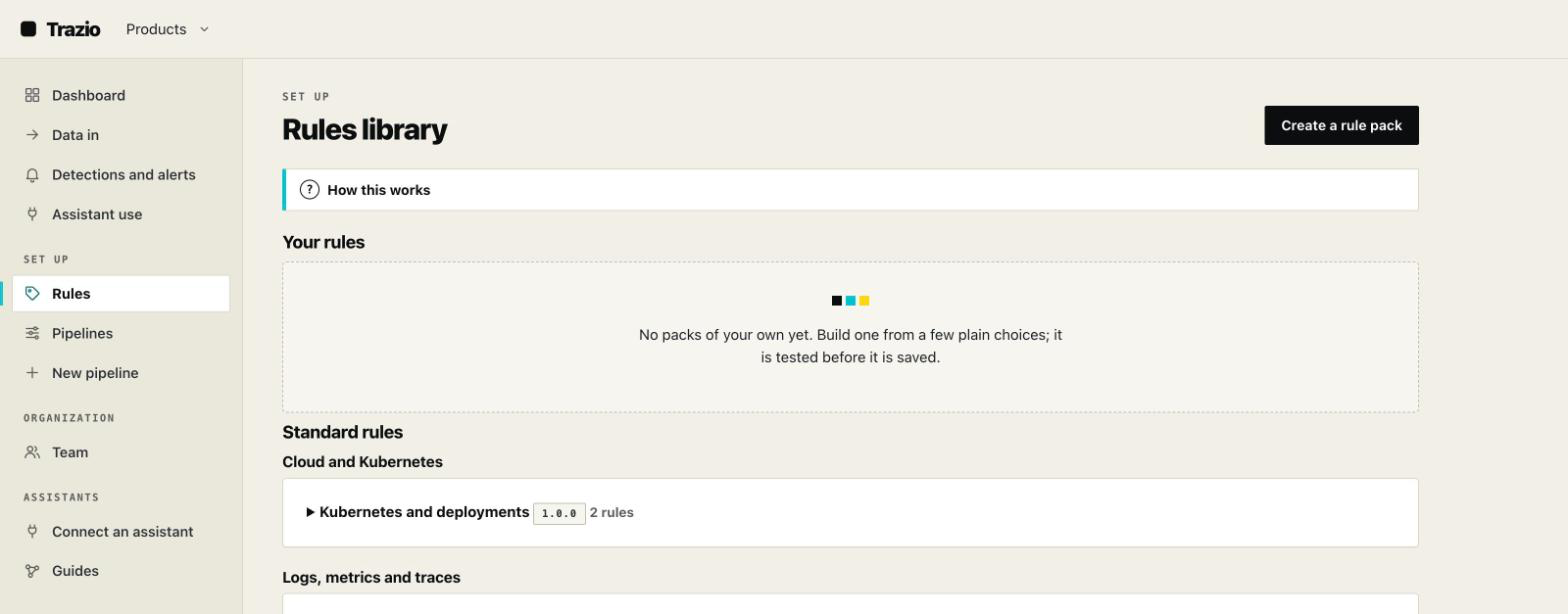 Trazio
Products
Dashboard
Data in
Detections and alerts
Assistant use
SET UP
Rules
Pipelines
New pipeline
ORGANIZATION
Team
ASSISTANTS
Connect an assistant
Guides
SET UP
Rules library
Create a rule pack
? How this works
Your rules
No packs of your own yet. Build one from a few plain choices; it
is tested before it is saved.
Standard rules
Cloud and Kubernetes
Kubernetes and deployments 1.0.0 2 rules
Logs, metrics and traces